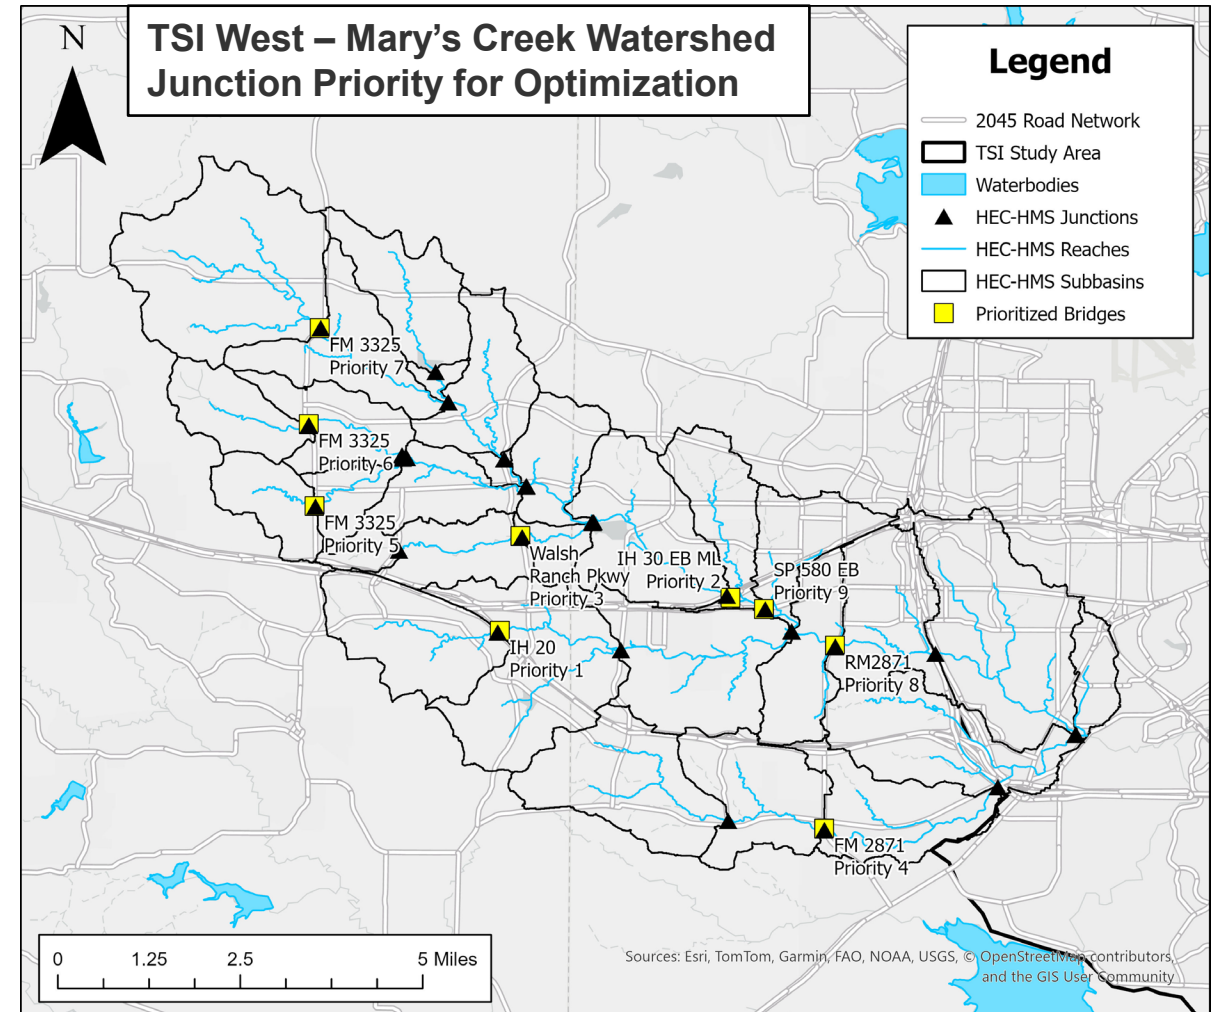 N
TSI West – Mary’s Creek Watershed
Junction Priority for Optimization
Legend
2045 Road Network
TSI Study Area
Waterbodies
HEC-HMS Junctions
HEC-HMS Reaches
HEC-HMS Subbasins
Prioritized Bridges
FM 3325
Priority 7
FM 3325
Priority 6
FM 3325
Priority 5
Walsh
Ranch Pkwy
Priority 3
IH 30 EB ML
Priority 2
SP 580 EB
Priority 9
IH 20
Priority 1
RM2871
Priority 8
FM 2871
Priority 4
0 1.25 2.5 5 Miles
Sources: Esri, TomTom, Garmin, FAO, NOAA, USGS, © OpenStreetMap contributors,
and the GIS User Community